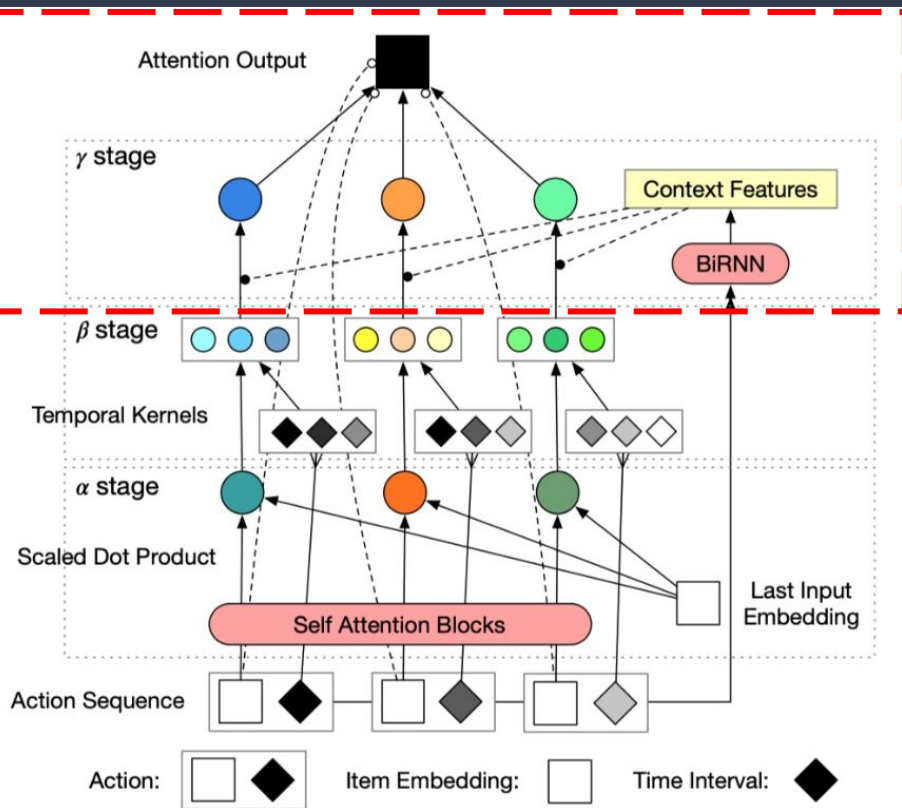 Attention Output
γ stage
Context Features
BiRNN
β stage
Temporal Kernels
α stage
Scaled Dot Product
Last Input
Embedding
Self Attention Blocks
Action Sequence
Action:
Item Embedding:
Time Interval: